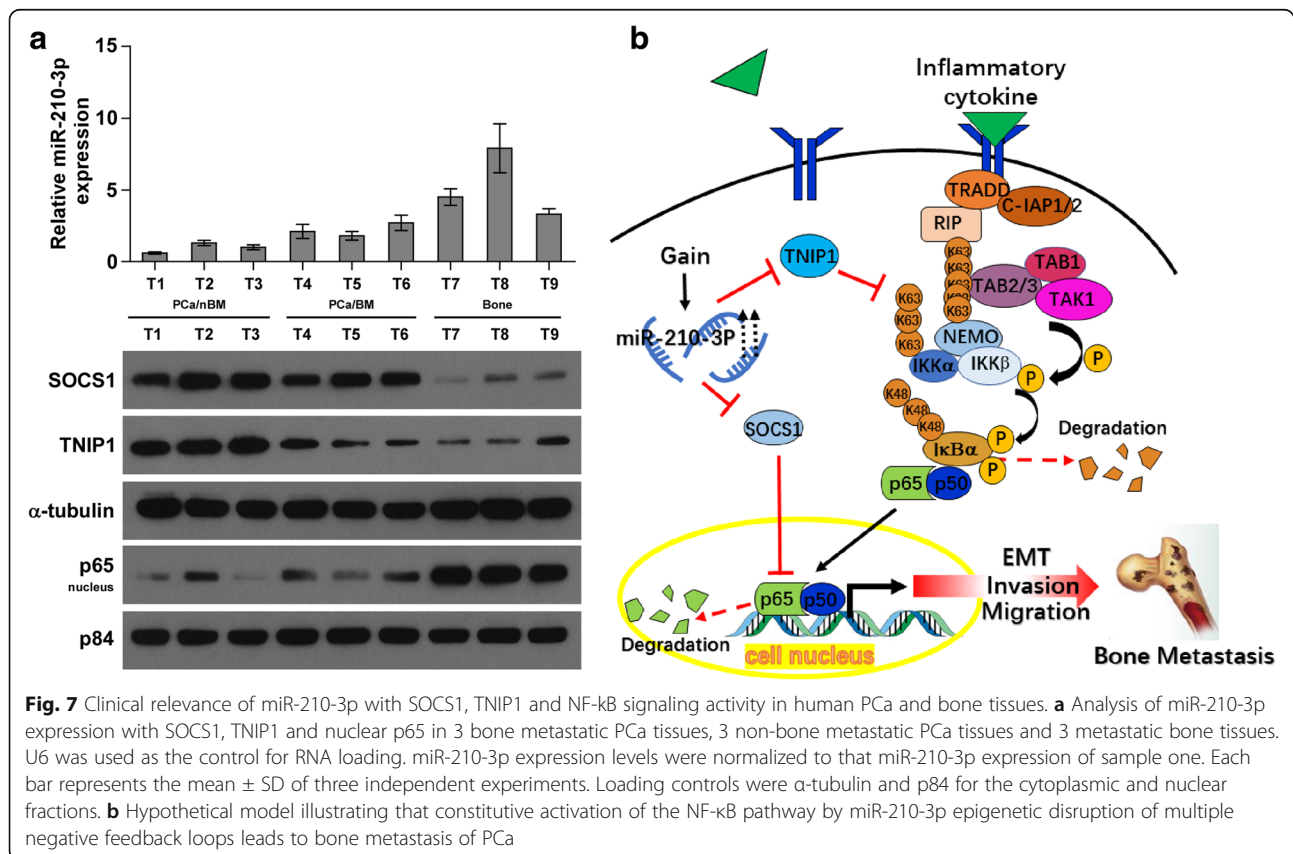 a
15
10
5
0
Relative miR-210-3p
expression
T1 T2 T3 T4 T5 T6 T7 T8 T9
PCa/nBM PCa/BM Bone
T1 T2 T3 T4 T5 T6 T7 T8 T9
SOCS1
TNIP1
α-tubulin
p65
nucleus
p84
b
Inflammatory
cytokine
TRADD
C-IAP1/2
RIP
K63
K63
K63
K63
K63
TAB1
TAB2/3
TAK1
Gain
TNIP1
miR-210-3P
K63
K63
K63
NEMO
IKKα
IKKβ
P
P
K48
K48
K48
SOCS1
IκBα
P
P
Degradation
p65
p50
p65
p50
Degradation
cell nucleus
EMT
Invasion
Migration
Bone Metastasis
Fig. 7 Clinical relevance of miR-210-3p with SOCS1, TNIP1 and NF-kB signaling activity in human PCa and bone tissues. a Analysis of miR-210-3p
expression with SOCS1, TNIP1 and nuclear p65 in 3 bone metastatic PCa tissues, 3 non-bone metastatic PCa tissues and 3 metastatic bone tissues.
U6 was used as the control for RNA loading. miR-210-3p expression levels were normalized to that miR-210-3p expression of sample one. Each
bar represents the mean ± SD of three independent experiments. Loading controls were α-tubulin and p84 for the cytoplasmic and nuclear
fractions. b Hypothetical model illustrating that constitutive activation of the NF-κB pathway by miR-210-3p epigenetic disruption of multiple
negative feedback loops leads to bone metastasis of PCa